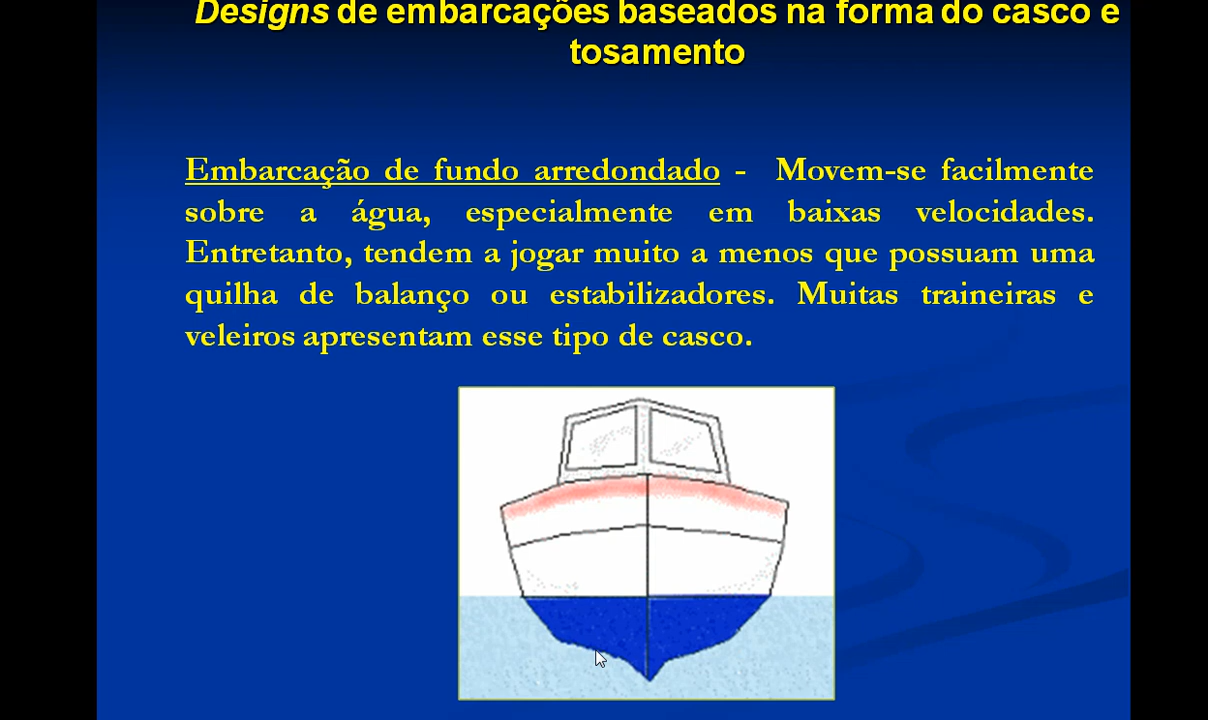 Designs de embarcações baseados na forma do casco e
tosamento
Embarcação de fundo arredondado - Movem-se facilmente
sobre a água, especialmente em baixas velocidades.
Entretanto, tendem a jogar muito a menos que possuam uma
quilha de balanço ou estabilizadores. Muitas traineiras e
veleiros apresentam esse tipo de casco.